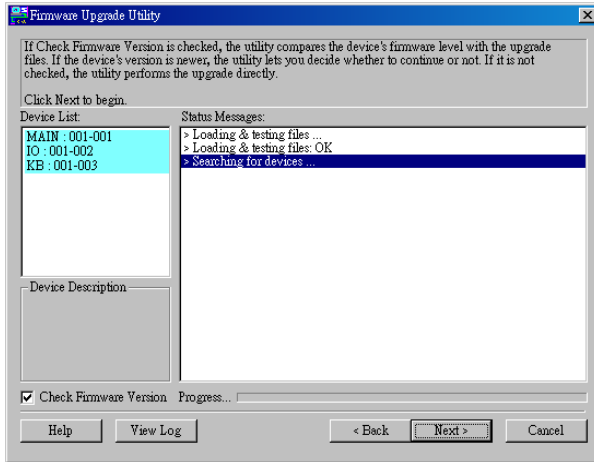 Firmware Upgrade Utility
If Check Firmware Version is checked, the utility compares the device's firmware level with the upgrade
files. If the device's version is newer, the utility lets you decide whether to continue or not. If it is not
checked, the utility performs the upgrade directly.
Click Next to begin.
Device List:
Status Messages:
MAIN : 001-001
IO : 001-002
KB : 001-003
> Loading & testing files ...
> Loading & testing files: OK
> Searching for devices ...
Device Description
Check Firmware Version
Progress...
Help
View Log
< Back
Next >
Cancel